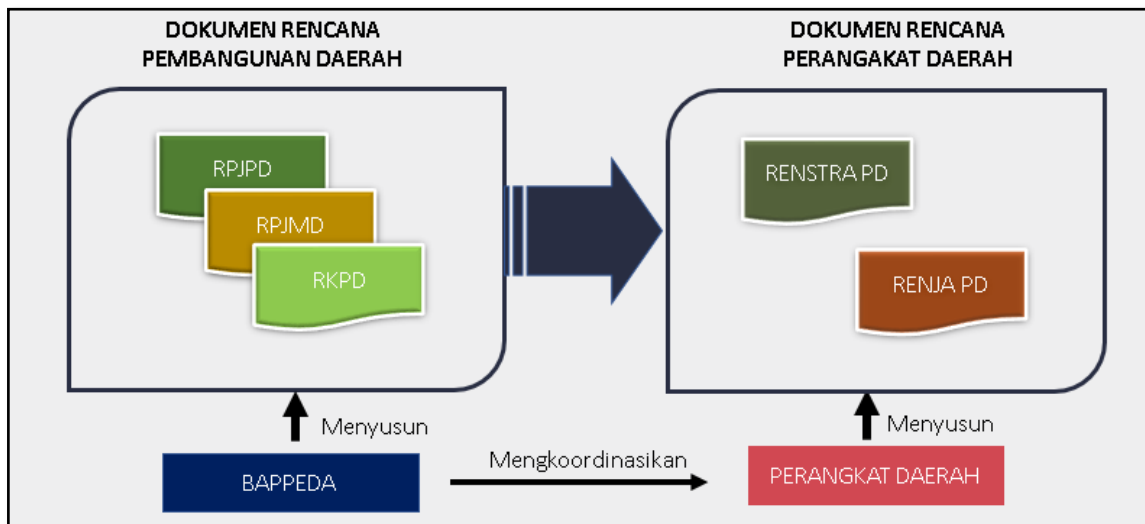 DOKUMEN RENCANA
PEMBANGUNAN DAERAH
DOKUMEN RENCANA
PERANGAKAT DAERAH
RPJPD
RPJMD
RKPD
RENSTRA PD
RENJA PD
Menyusun
Menyusun
BAPPEDA
Mengkoordinasikan
PERANGKAT DAERAH